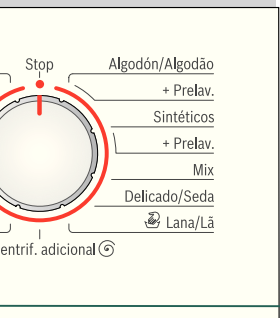 Stop
Algodón/Algodão
+ Prelav.
Sintéticos
+ Prelav.
Mix
Delicado/Seda
Lana/Lã
entrif. adicional